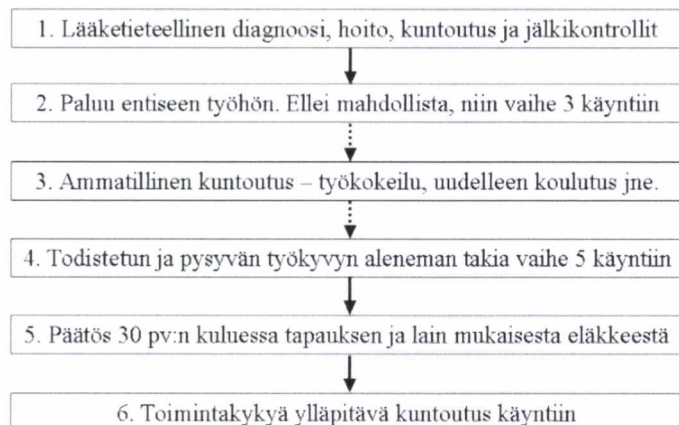 1. Lääketieteellinen diagnoosi, hoito, kuntoutus ja jälkikontrollit
2. Paluu entiseen työhön. Ellei mahdollista, niin vaihe 3 käyntiin
3. Ammatillinen kuntoutus – työkokeilu, uudelleen koulutus jne.
4. Todistetun ja pysyvän työkyvyn aleneman takia vaihe 5 käyntiin
5. Päätös 30 pv:n kuluessa tapauksen ja lain mukaisesta eläkkeestä
6. Toimintakykyä ylläpitävä kuntoutus käyntiin